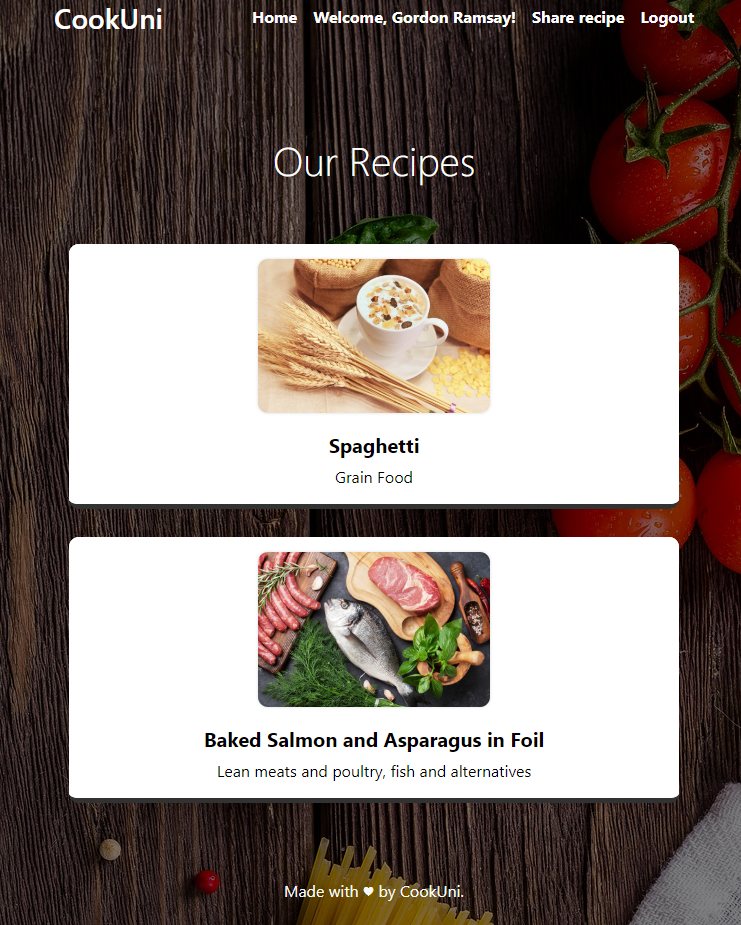 CookUni Home Welcome, Gordon Ramsay! Share recipe Logout
Our Recipes
Spaghetti
Grain Food
Baked Salmon and Asparagus in Foil
Lean meats and poultry, fish and alternatives
Made with ♥ by CookUni.